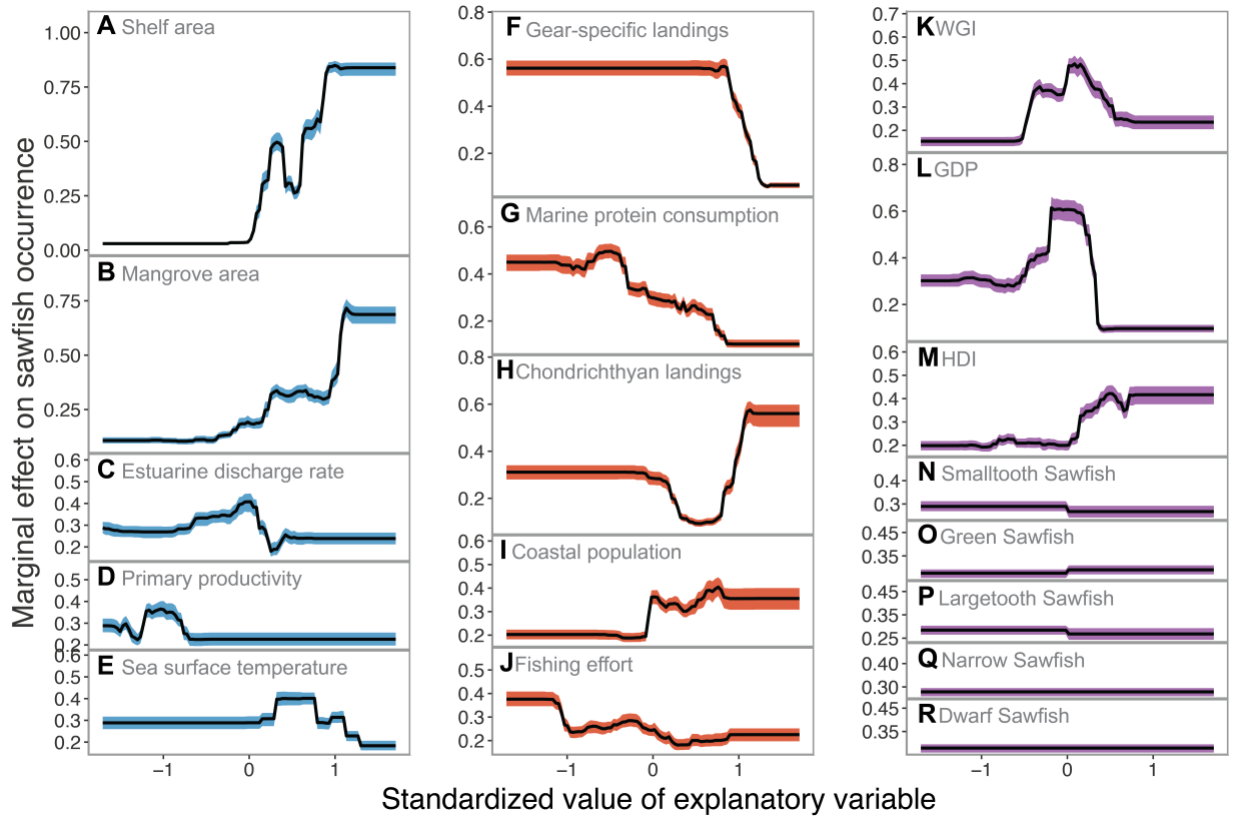 Marginal effect on sawfish occurrence
A Shelf area
1.00
0.75
0.50
0.25
0.00
B Mangrove area
0.75
0.50
0.25
C Estuarine discharge rate
0.6
0.5
0.4
0.3
0.2
D Primary productivity
0.5
0.4
0.3
0.2
E Sea surface temperature
0.6
0.5
0.4
0.3
0.2
−1 0 1
F Gear-specific landings
0.8
0.6
0.4
0.2
G Marine protein consumption
0.6
0.4
0.2
H Chondrichthyan landings
0.8
0.6
0.4
0.2
I Coastal population
0.6
0.5
0.4
0.3
0.2
J Fishing effort
0.5
0.4
0.3
0.2
−1 0 1
K WGI
0.7
0.6
0.5
0.4
0.3
0.2
L GDP
0.8
0.6
0.4
0.2
M HDI
0.6
0.5
0.4
0.3
0.2
N Smalltooth Sawfish
0.4
0.3
O Green Sawfish
0.45
0.35
P Largetooth Sawfish
0.45
0.35
0.25
Q Narrow Sawfish
0.40
0.30
R Dwarf Sawfish
0.45
0.35
−1 0 1
Standardized value of explanatory variable